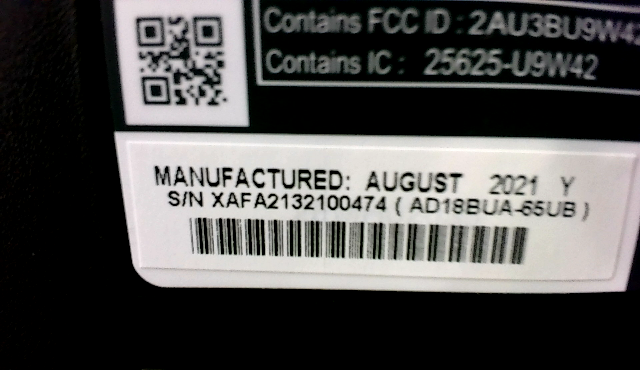 Contains FCC ID : 2AU3BU9W42
Contains IC : 25625-U9W42
MANUFACTURED: AUGUST 2021 Y
S/N XAFA2132100474 ( AD18BUA-65UB )